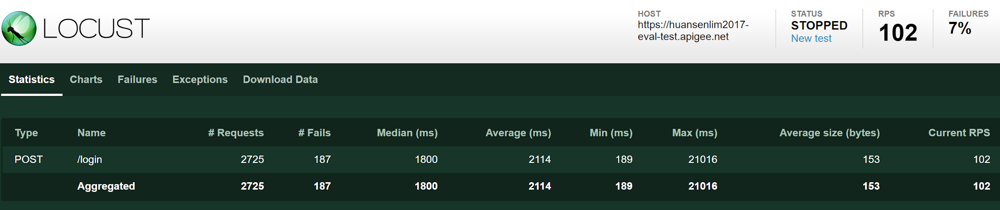 LOCUST
HOST
https://huansenlim2017-
eval-test.apigee.net
STATUS
STOPPED
New test
RPS
102
FAILURES
7%
Statistics Charts Failures Exceptions Download Data
Type Name # Requests # Fails Median (ms) Average (ms) Min (ms) Max (ms) Average size (bytes) Current RPS
POST /login 2725 187 1800 2114 189 21016 153 102
Aggregated 2725 187 1800 2114 189 21016 153 102